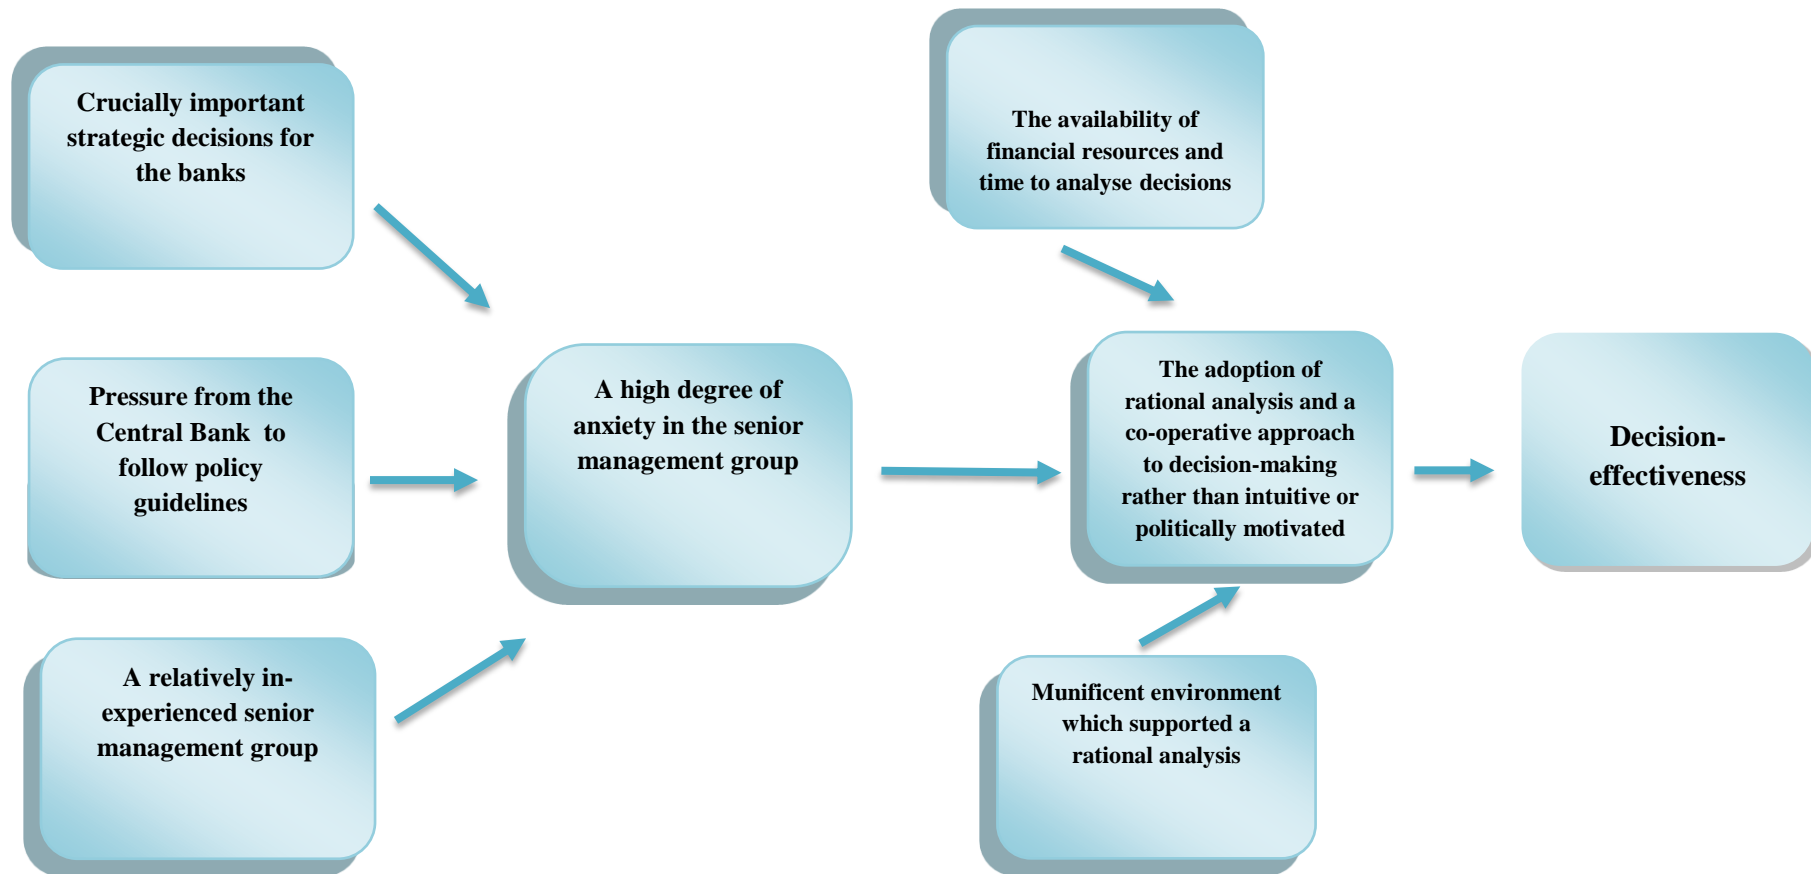 Crucially important
strategic decisions for
the banks
Pressure from the
Central Bank  to
follow policy
guidelines
A relatively in-
experienced senior
management group
A high degree of
anxiety in the senior
management group
The availability of
financial resources and
time to analyse decisions
The adoption of
rational analysis and a
co-operative approach
to decision-making
rather than intuitive or
politically motivated
Munificent environment
which supported a
rational analysis
Decision-
effectiveness